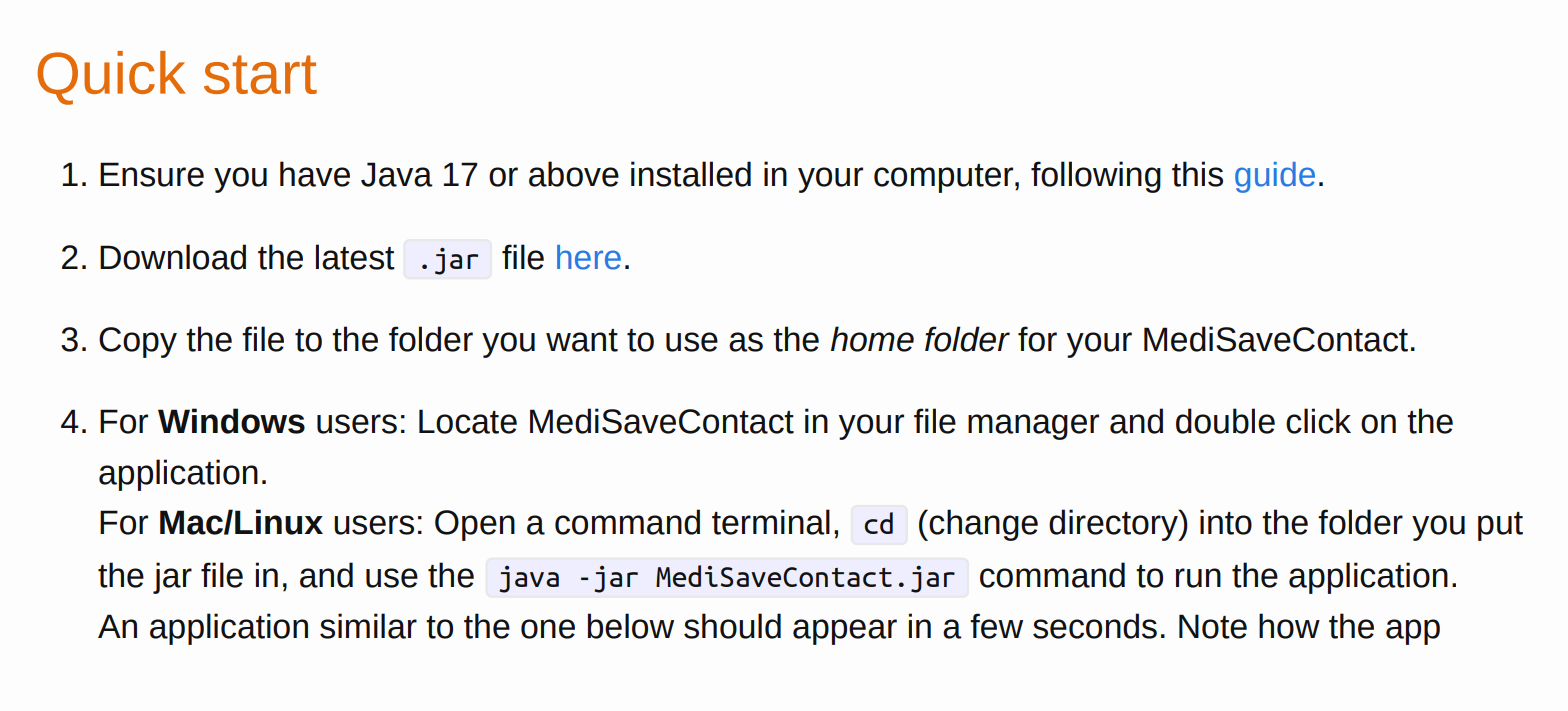 Quick start
1. Ensure you have Java 17 or above installed in your computer, following this guide.
2. Download the latest .jar file here.
3. Copy the file to the folder you want to use as the home folder for your MediSaveContact.
4. For Windows users: Locate MediSaveContact in your file manager and double click on the
application.
For Mac/Linux users: Open a command terminal, cd (change directory) into the folder you put
the jar file in, and use the java -jar MediSaveContact.jar command to run the application.
An application similar to the one below should appear in a few seconds. Note how the app